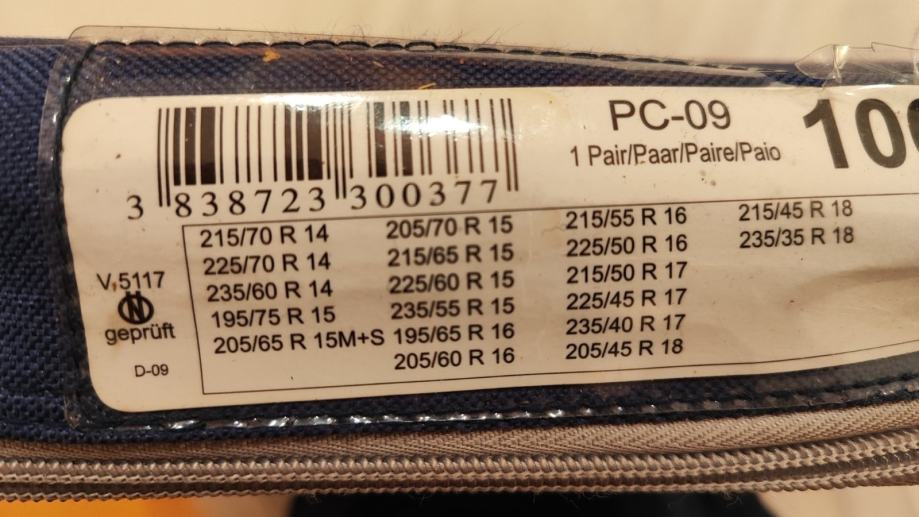 PC-09
1 Pair/Paar/Paire/Paio
3 838723 300377
215/70 R 14
225/70 R 14
235/60 R 14
195/75 R 15
205/65 R 15M+S
205/70 R 15
215/65 R 15
225/60 R 15
235/55 R 15
195/65 R 16
205/60 R 16
215/55 R 16
225/50 R 16
215/50 R 17
225/45 R 17
235/40 R 17
205/45 R 18
215/45 R 18
235/35 R 18
V,5117
N
geprüft
D-09